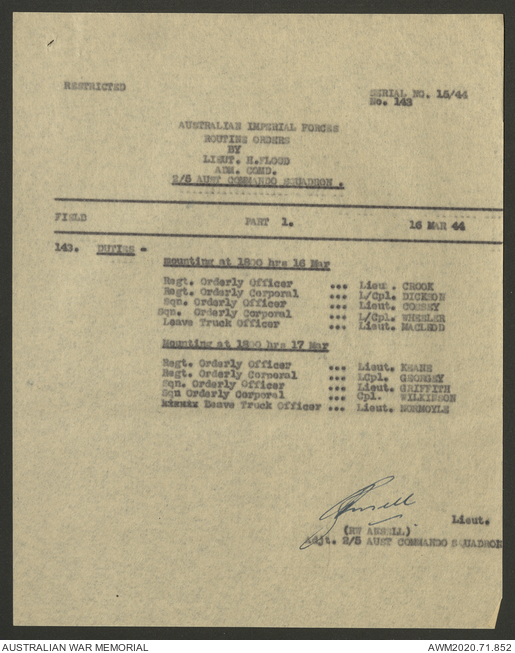 RESTRICTED
SERIAL NO. 15/44
No. 143
AUSTRALIAN IMPERIAL FORCES
ROUTINE ORDERS
BY
LIEUT. H.FLOOD
ADM. COMD.
2/5 AUST COMMANDO SQUADRON.
FIELD PART 1. 16 MAR 44
143. DUTIES -
Mounting at 1800 hrs 16 Mar
Regt. Orderly Officer ... Lieut. CROOK
Regt. Orderly Corporal ... L/Cpl. DICKSON
Sqn. Orderly Officer ... Lieut. COSSEY
Sqn. Orderly Corporal ... L/Cpl. WHEELER
Leave Truck Officer ... Lieut. MACLEOD
Mounting at 1800 hrs 17 Mar
Regt. Orderly Officer ... Lieut. KEANE
Regt. Orderly Corporal ... LCpl. GEORGEY
Sqn. Orderly Officer ... Lieut. GRIFFITH
Sqn Orderly Corporal ... Cpl. WILKINSON
Leave Truck Officer ... Lieut. NORMOYLE
Ansell Lieut.
(RW ANSELL)
Adjt. 2/5 AUST COMMANDO SQUADRON
AUSTRALIAN WAR MEMORIAL AWM2020.71.852